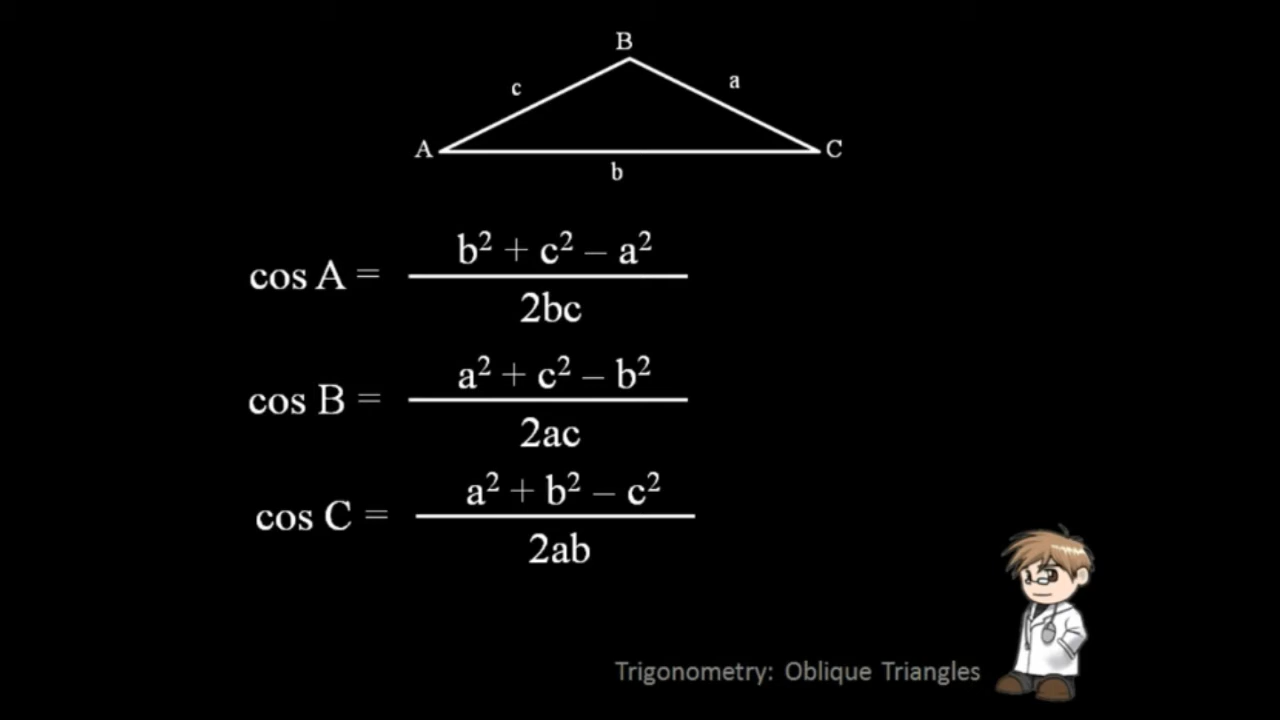 B
c a
A C
b
cos A = b² + c² – a² / 2bc
cos B = a² + c² – b² / 2ac
cos C = a² + b² – c² / 2ab
Trigonometry: Oblique Triangles